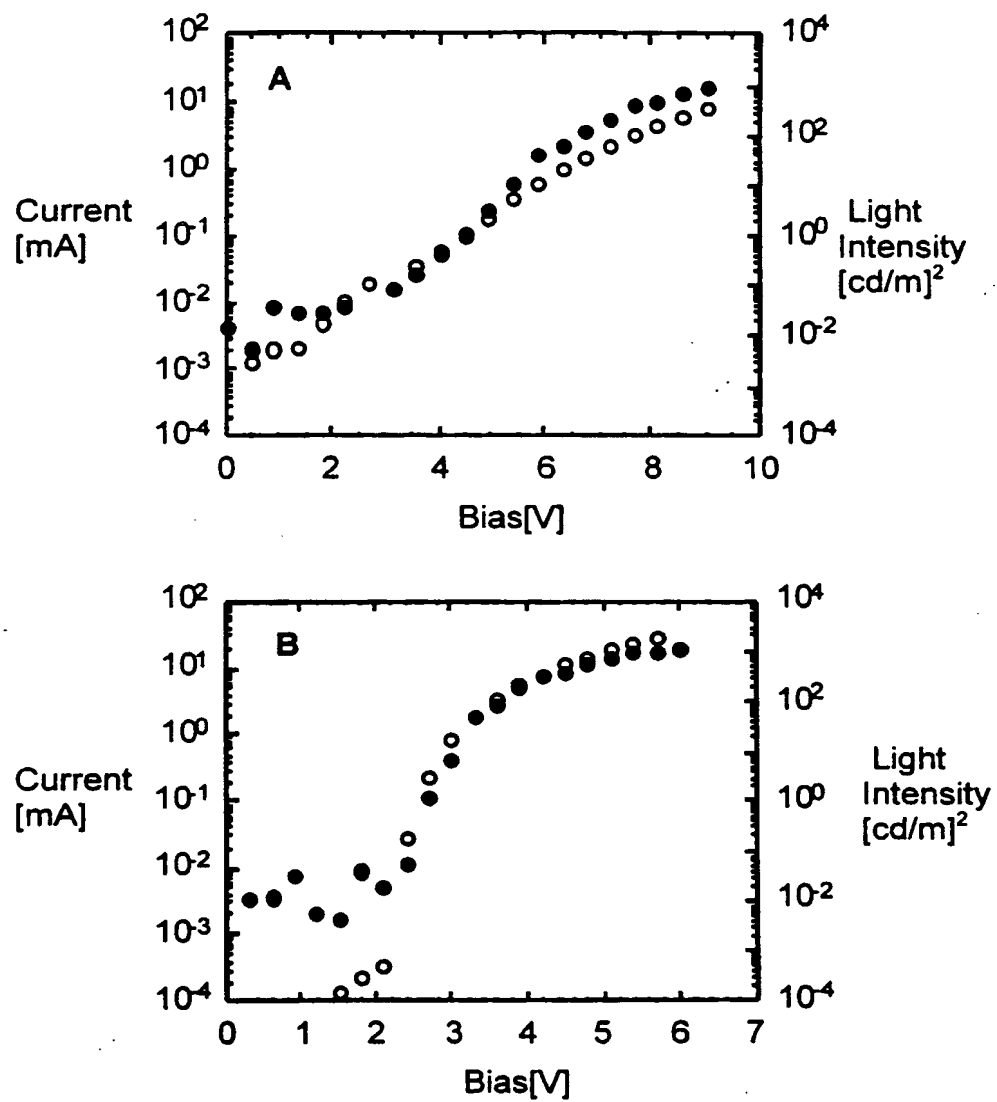 A
10²
10¹
10⁰
10⁻¹
10⁻²
10⁻³
10⁻⁴
Current
[mA]
10⁴
10²
10⁰
10⁻²
10⁻⁴
Light
Intensity
[cd/m]²
0 2 4 6 8 10
Bias[V]
B
10²
10¹
10⁰
10⁻¹
10⁻²
10⁻³
10⁻⁴
Current
[mA]
10⁴
10²
10⁰
10⁻²
10⁻⁴
Light
Intensity
[cd/m]²
0 1 2 3 4 5 6 7
Bias[V]